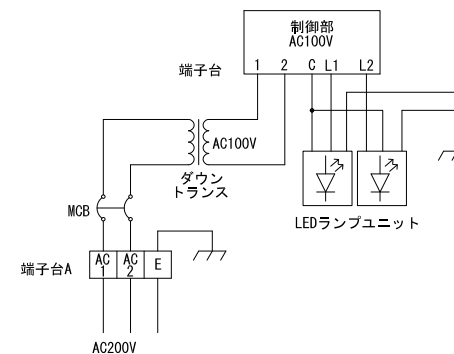 制御部
AC100V
1 2 C L1 L2
端子台
AC100V
ダウン
トランス
MCB
LEDランプユニット
端子台A
AC
1
AC
2
E
AC200V